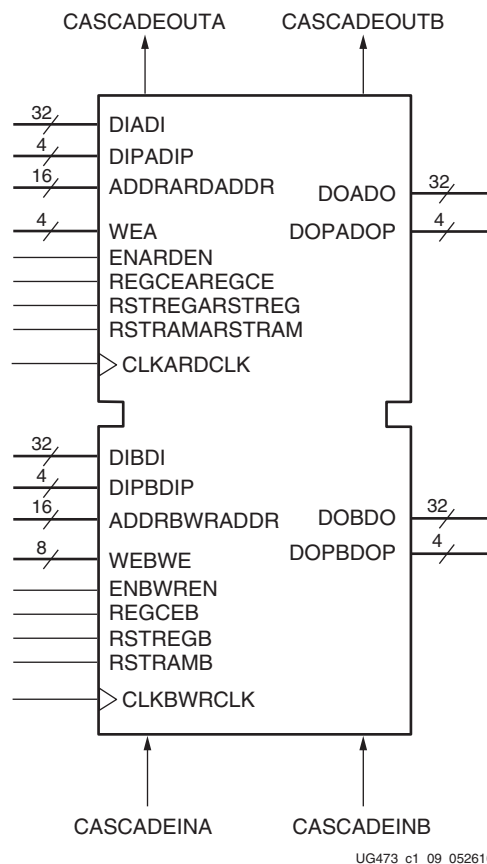 CASCADEOUTA CASCADEOUTB
32 DIADI
4 DIPADIP
16 ADDRARDADDR
DOADO 32
4 WEA
DOPADOP 4
ENARDEN
REGCEAREGCE
RSTREGARSTREG
RSTRAMARSTRAM
CLKARDCLK
32 DIBDI
4 DIPBDIP
16 ADDRBWRADDR
DOBDO 32
8 WEBWE
DOPBDOP 4
ENBWREN
REGCEB
RSTREGB
RSTRAMB
CLKBWRCLK
CASCADEINA CASCADEINB